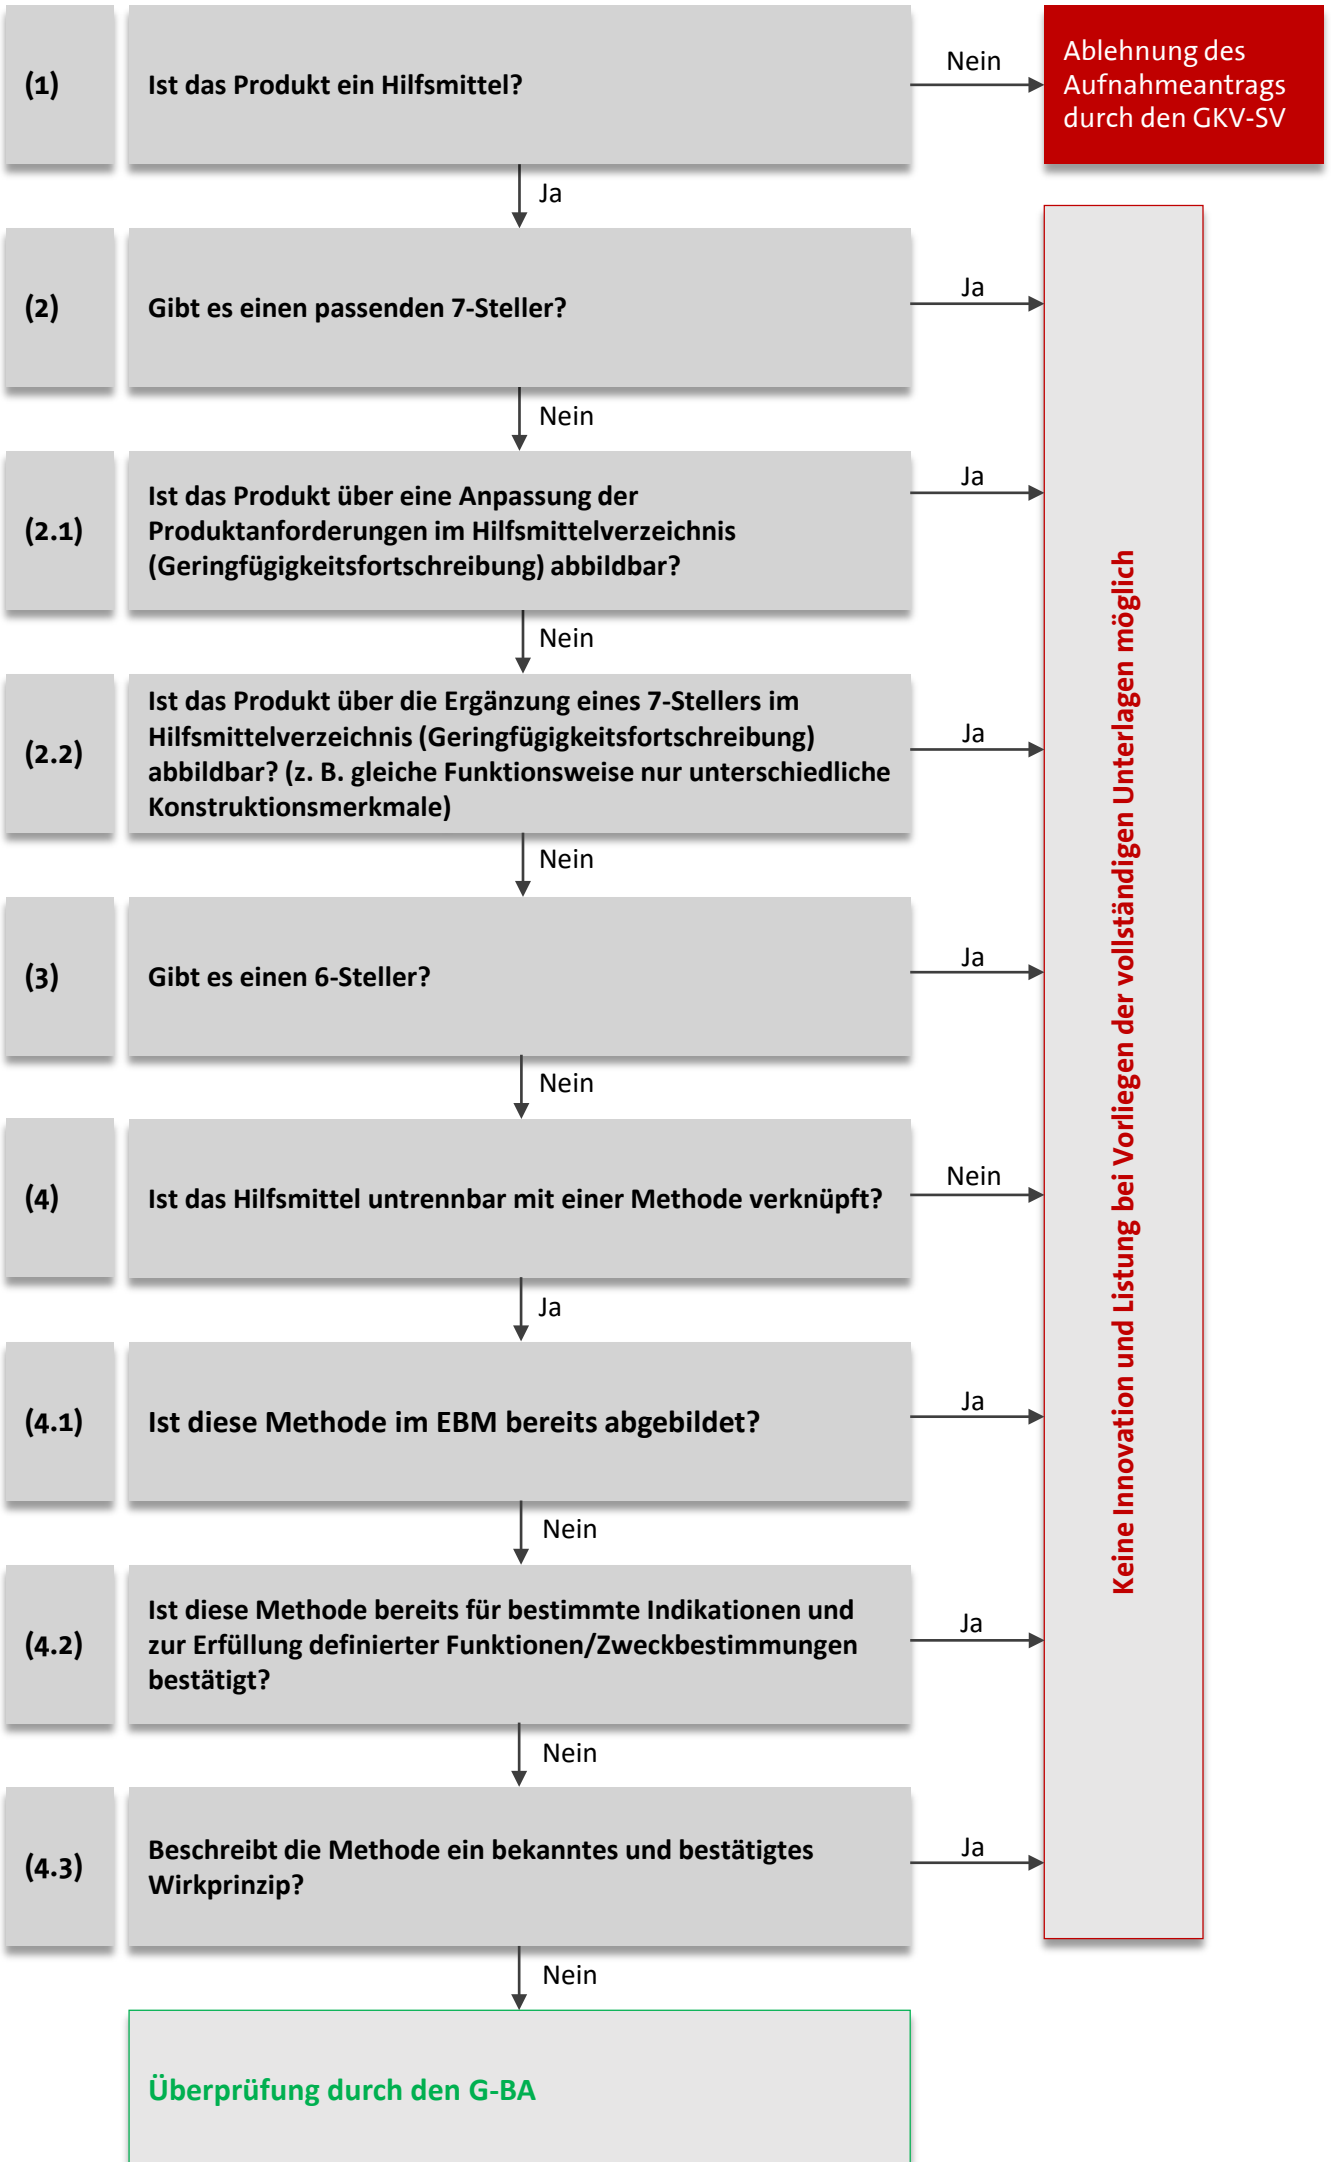 (1)
Ist das Produkt ein Hilfsmittel?
Nein
Ablehnung des
Aufnahmeantrags
durch den GKV-SV
Ja
(2)
Gibt es einen passenden 7-Steller?
Ja
Nein
(2.1)
Ist das Produkt über eine Anpassung der
Produktanforderungen im Hilfsmittelverzeichnis
(Geringfügigkeitsfortschreibung) abbildbar?
Ja
Nein
(2.2)
Ist das Produkt über die Ergänzung eines 7-Stellers im
Hilfsmittelverzeichnis (Geringfügigkeitsfortschreibung)
abbildbar? (z. B. gleiche Funktionsweise nur unterschiedliche
Konstruktionsmerkmale)
Ja
Nein
(3)
Gibt es einen 6-Steller?
Ja
Nein
(4)
Ist das Hilfsmittel untrennbar mit einer Methode verknüpft?
Nein
Ja
(4.1)
Ist diese Methode im EBM bereits abgebildet?
Ja
Nein
(4.2)
Ist diese Methode bereits für bestimmte Indikationen und
zur Erfüllung definierter Funktionen/Zweckbestimmungen
bestätigt?
Ja
Nein
(4.3)
Beschreibt die Methode ein bekanntes und bestätigtes
Wirkprinzip?
Ja
Nein
Keine Innovation und Listung bei Vorliegen der vollständigen Unterlagen möglich
Überprüfung durch den G-BA